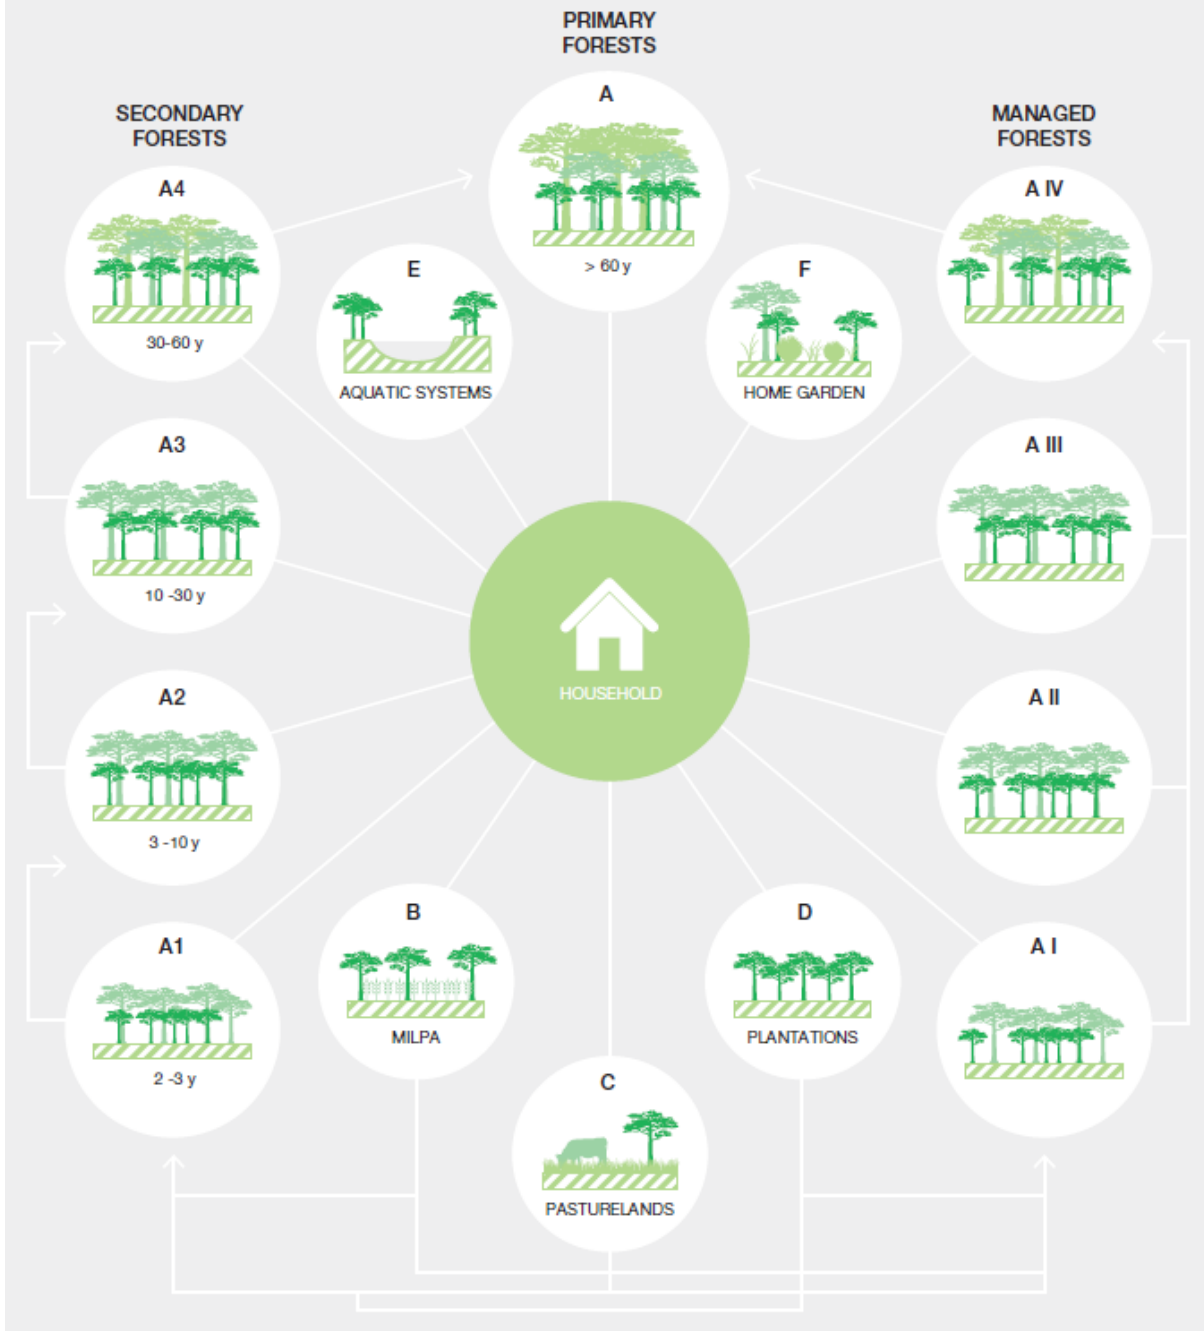 PRIMARY
FORESTS
A
> 60 y
SECONDARY
FORESTS
A4
30-60 y
MANAGED
FORESTS
A IV
E
AQUATIC SYSTEMS
F
HOME GARDEN
A3
10 -30 y
A III
HOUSEHOLD
A2
3 -10 y
A II
A1
2 -3 y
B
MILPA
D
PLANTATIONS
A I
C
PASTURELANDS